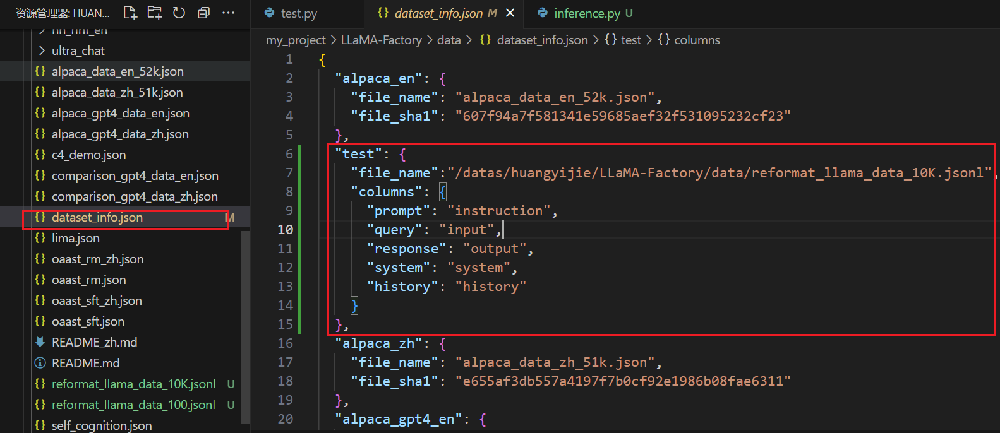 资源管理器: HUAN...
nn_nni_en
ultra_chat
alpaca_data_en_52k.json
alpaca_data_zh_51k.json
alpaca_gpt4_data_en.json
alpaca_gpt4_data_zh.json
c4_demo.json
comparison_gpt4_data_en.json
comparison_gpt4_data_zh.json
dataset_info.json M
lima.json
oaast_rm_zh.json
oaast_rm.json
oaast_sft_zh.json
oaast_sft.json
README_zh.md
README.md
reformat_llama_data_10K.jsonl U
reformat_llama_data_100.jsonl U
self_cognition.json
test.py
dataset_info.json M
inference.py U
my_project > LLaMA-Factory > data > {} dataset_info.json > {} test > {} columns
1 {
2 "alpaca_en": {
3 "file_name": "alpaca_data_en_52k.json",
4 "file_sha1": "607f94a7f581341e59685aef32f531095232cf23"
5 },
6 "test": {
7 "file_name":"/datas/huangyijie/LLaMA-Factory/data/reformat_llama_data_10K.jsonl",
8 "columns": {
9 "prompt": "instruction",
10 "query": "input",
11 "response": "output",
12 "system": "system",
13 "history": "history"
14 }
15 },
16 "alpaca_zh": {
17 "file_name": "alpaca_data_zh_51k.json",
18 "file_sha1": "e655af3db557a4197f7b0cf92e1986b08fae6311"
19 },
20 "alpaca_gpt4_en": {